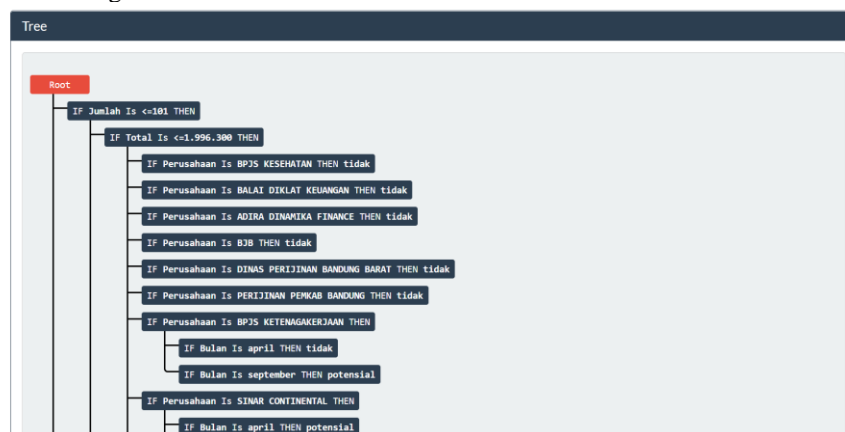 Tree
Root
IF Jumlah Is <=101 THEN
IF Total Is <=1.996.300 THEN
IF Perusahaan Is BPJS KESEHATAN THEN tidak
IF Perusahaan Is BALAI DIKLAT KEUANGAN THEN tidak
IF Perusahaan Is ADIRA DINAMIKA FINANCE THEN tidak
IF Perusahaan Is BJB THEN tidak
IF Perusahaan Is DINAS PERIJINAN BANDUNG BARAT THEN tidak
IF Perusahaan Is PERIJINAN PEMKAB BANDUNG THEN tidak
IF Perusahaan Is BPJS KETENAGAKERJAAN THEN
IF Bulan Is april THEN tidak
IF Bulan Is september THEN potensial
IF Perusahaan Is SINAR CONTINENTAL THEN
IF Bulan Is april THEN potensial